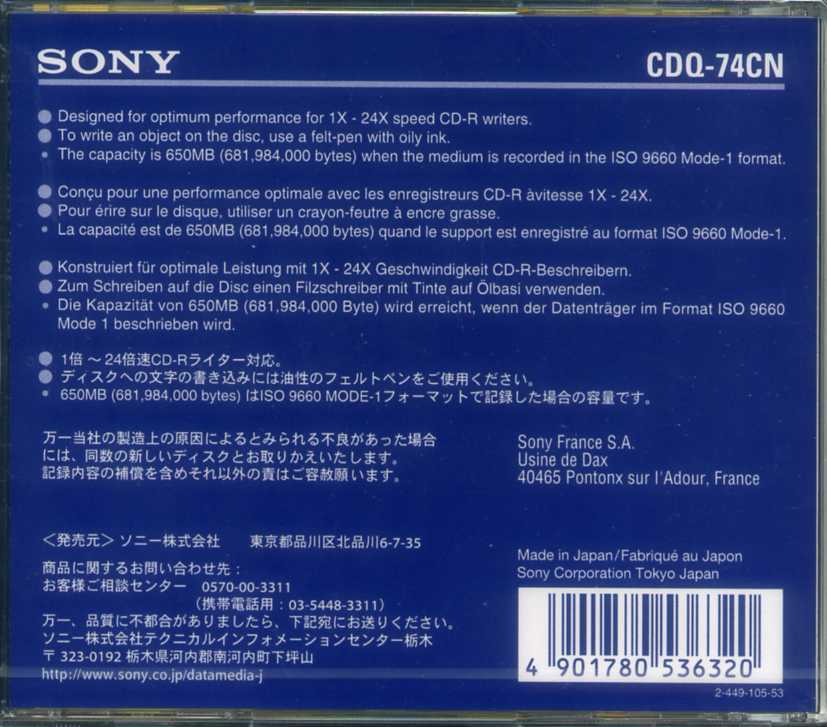 SONY
CDQ-74CN
● Designed for optimum performance for 1X - 24X speed CD-R writers.
● To write an object on the disc, use a felt-pen with oily ink.
• The capacity is 650MB (681,984,000 bytes) when the medium is recorded in the ISO 9660 Mode-1 format.
● Conçu pour une performance optimale avec les enregistreurs CD-R àvitesse 1X - 24X.
● Pour érire sur le disque, utiliser un crayon-feutre à encre grasse.
• La capacité est de 650MB (681,984,000 bytes) quand le support est enregistré au format ISO 9660 Mode-1.
● Konstruiert für optimale Leistung mit 1X - 24X Geschwindigkeit CD-R-Beschreibern.
● Zum Schreiben auf die Disc einen Filzschreiber mit Tinte auf Ölbasi verwenden.
• Die Kapazität von 650MB (681,984,000 Byte) wird erreicht, wenn der Datenträger im Format ISO 9660
Mode 1 beschrieben wird.
● 1倍 ～24倍速CD-Rライター対応。
● ディスクへの文字の書き込みには油性のフェルトペンをご使用ください。
• 650MB (681,984,000 bytes) はISO 9660 MODE-1フォーマットで記録した場合の容量です。
万一当社の製造上の原因によるとみられる不良があった場合
には、同数の新しいディスクとお取りかえいたします。
記録内容の補償を含めそれ以外の責はご容赦願います。
Sony France S.A.
Usine de Dax
40465 Pontonx sur l'Adour, France
＜発売元＞ ソニー株式会社 東京都品川区北品川6-7-35
商品に関するお問い合わせ先：
お客様ご相談センター 0570-00-3311
（携帯電話用：03-5448-3311）
万一、品質に不都合がありましたら、下記宛にお送りください。
ソニー株式会社テクニカルインフォメーションセンター栃木
〒 323-0192 栃木県河内郡南河内町下坪山
http://www.sony.co.jp/datamedia-j
Made in Japan/Fabriqué au Japon
Sony Corporation Tokyo Japan
4 901780 536320
2-449-105-53